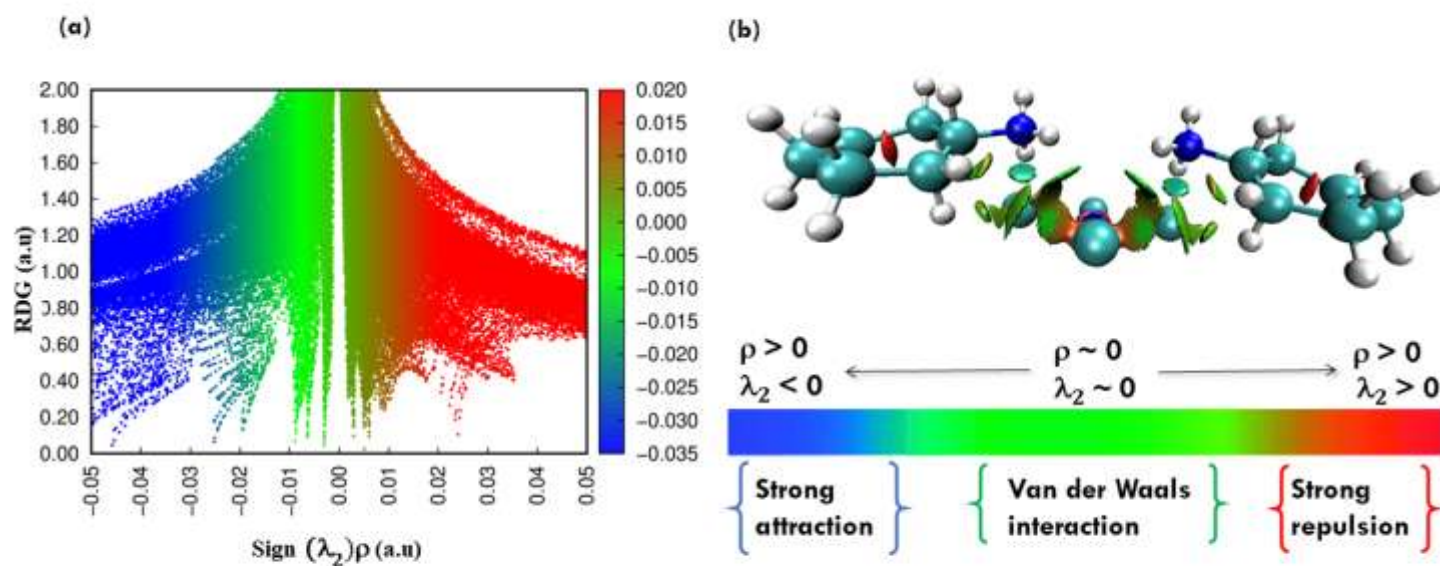 (a)
(b)
RDG (a.u)
2.00
1.80
1.60
1.40
1.20
1.00
0.80
0.60
0.40
0.20
0.00
-0.05
-0.04
-0.03
-0.02
-0.01
0.00
0.01
0.02
0.03
0.04
0.05
Sign (λ₂)ρ (a.u)
0.020
0.015
0.010
0.005
0.000
−0.005
−0.010
−0.015
−0.020
−0.025
−0.030
−0.035
ρ > 0
λ₂ < 0
ρ ~ 0
λ₂ ~ 0
ρ > 0
λ₂ > 0
Strong
attraction
Van der Waals
interaction
Strong
repulsion